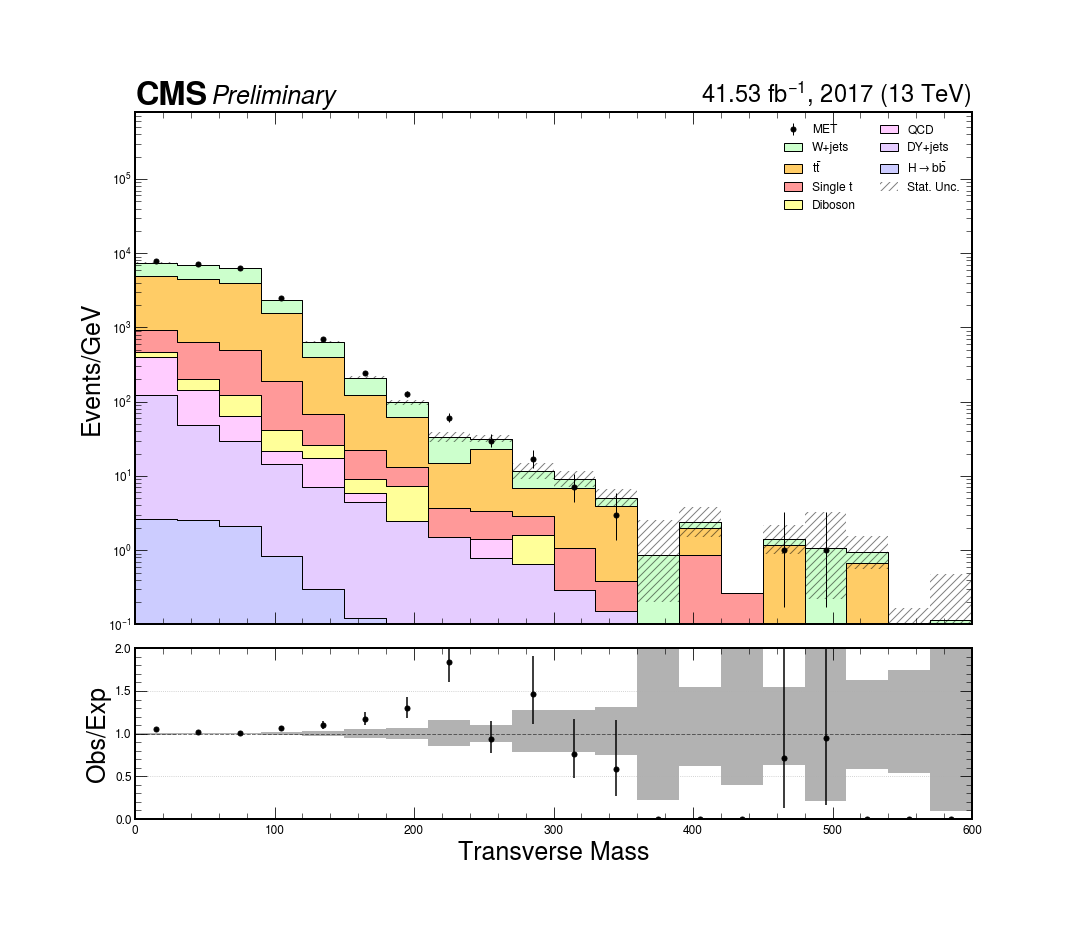 CMS Preliminary
41.53 fb⁻¹, 2017 (13 TeV)
MET
W+jets
tt̄
Single t
Diboson
QCD
DY+jets
H→bb̄
Stat. Unc.
Events/GeV
10⁵
10⁴
10³
10²
10¹
10⁰
10⁻¹
Obs/Exp
2.0
1.5
1.0
0.5
0.0
0 100 200 300 400 500 600
Transverse Mass